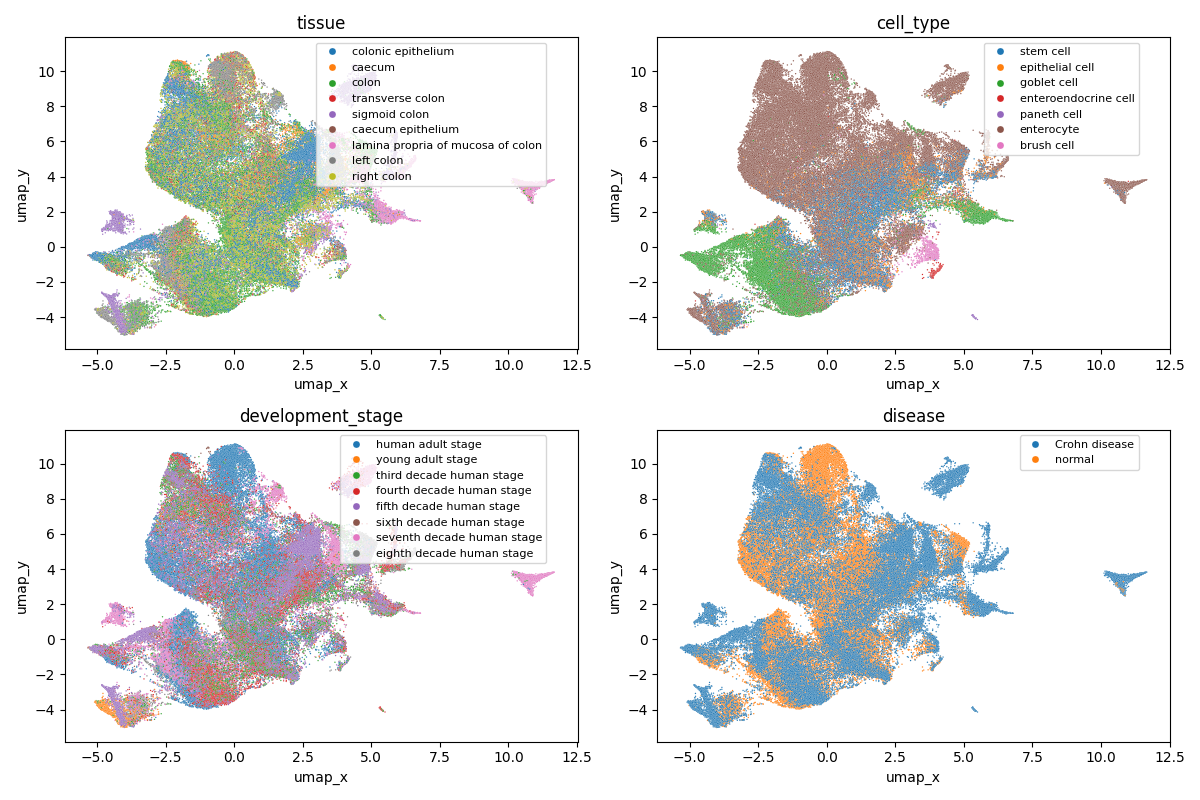 tissue
colonic epithelium
caecum
colon
transverse colon
sigmoid colon
caecum epithelium
lamina propria of mucosa of colon
left colon
right colon
10
8
6
4
2
0
−2
−4
umap_y
−5.0 −2.5 0.0 2.5 5.0 7.5 10.0 12.5
umap_x
cell_type
stem cell
epithelial cell
goblet cell
enteroendocrine cell
paneth cell
enterocyte
brush cell
10
8
6
4
2
0
−2
−4
umap_y
−5.0 −2.5 0.0 2.5 5.0 7.5 10.0 12.5
umap_x
development_stage
human adult stage
young adult stage
third decade human stage
fourth decade human stage
fifth decade human stage
sixth decade human stage
seventh decade human stage
eighth decade human stage
10
8
6
4
2
0
−2
−4
umap_y
−5.0 −2.5 0.0 2.5 5.0 7.5 10.0 12.5
umap_x
disease
Crohn disease
normal
10
8
6
4
2
0
−2
−4
umap_y
−5.0 −2.5 0.0 2.5 5.0 7.5 10.0 12.5
umap_x